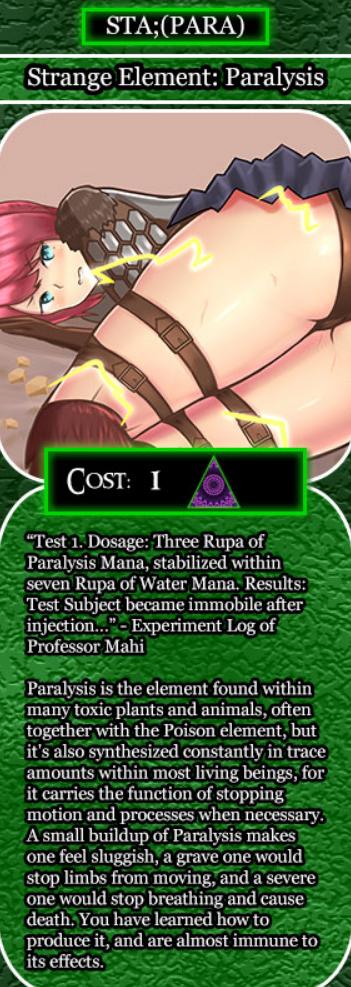 STA;(PARA)
Strange Element: Paralysis
COST: 1
“Test 1. Dosage: Three Rupa of
Paralysis Mana, stabilized within
seven Rupa of Water Mana. Results:
Test Subject became immobile after
injection...” - Experiment Log of
Professor Mahi
Paralysis is the element found within
many toxic plants and animals, often
together with the Poison element, but
it's also synthesized constantly in trace
amounts within most living beings, for
it carries the function of stopping
motion and processes when necessary.
A small buildup of Paralysis makes
one feel sluggish, a grave one would
stop limbs from moving, and a severe
one would stop breathing and cause
death. You have learned how to
produce it, and are almost immune to
its effects.